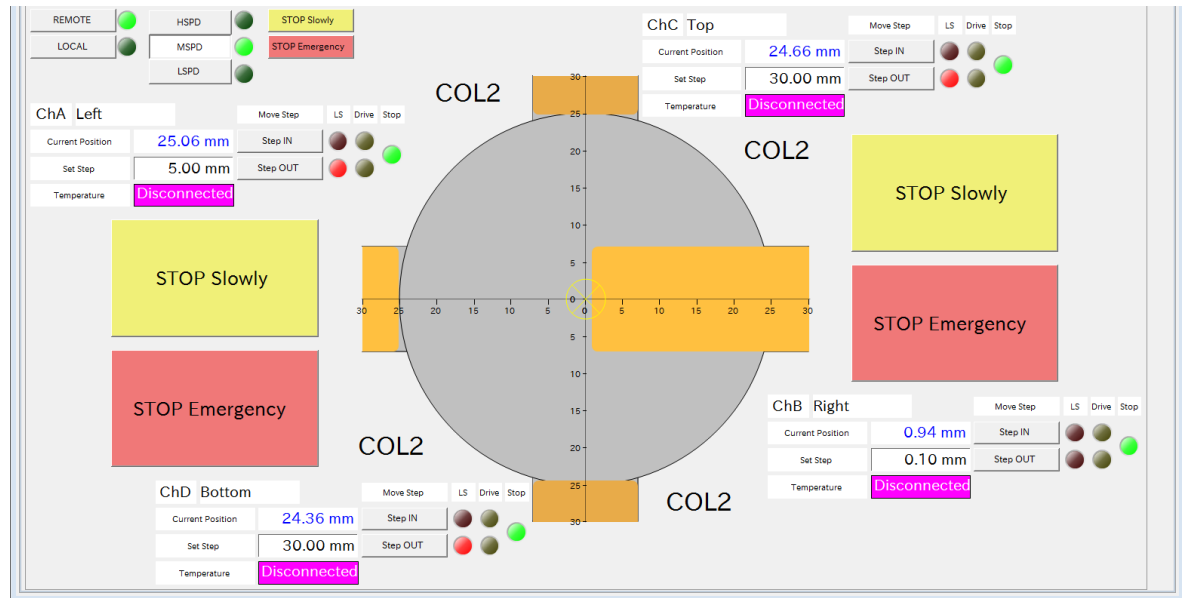 REMOTE HSPD STOP Slowly
LOCAL MSPD STOP Emergency
LSPD
ChC Top Move Step LS Drive Stop
Current Position 24.66 mm Step IN
Set Step 30.00 mm Step OUT
Temperature Disconnected
COL2
ChA Left Move Step LS Drive Stop
Current Position 25.06 mm Step IN
Set Step 5.00 mm Step OUT
Temperature Disconnected
COL2
STOP Slowly
STOP Emergency
30
25
20
15
10
5
0
5
10
15
20
25
30
30 25 20 15 10 5 0 5 10 15 20 25 30
STOP Slowly
STOP Emergency
ChB Right Move Step LS Drive Stop
Current Position 0.94 mm Step IN
Set Step 0.10 mm Step OUT
Temperature Disconnected
COL2
ChD Bottom Move Step LS Drive Stop
Current Position 24.36 mm Step IN
Set Step 30.00 mm Step OUT
Temperature Disconnected
COL2